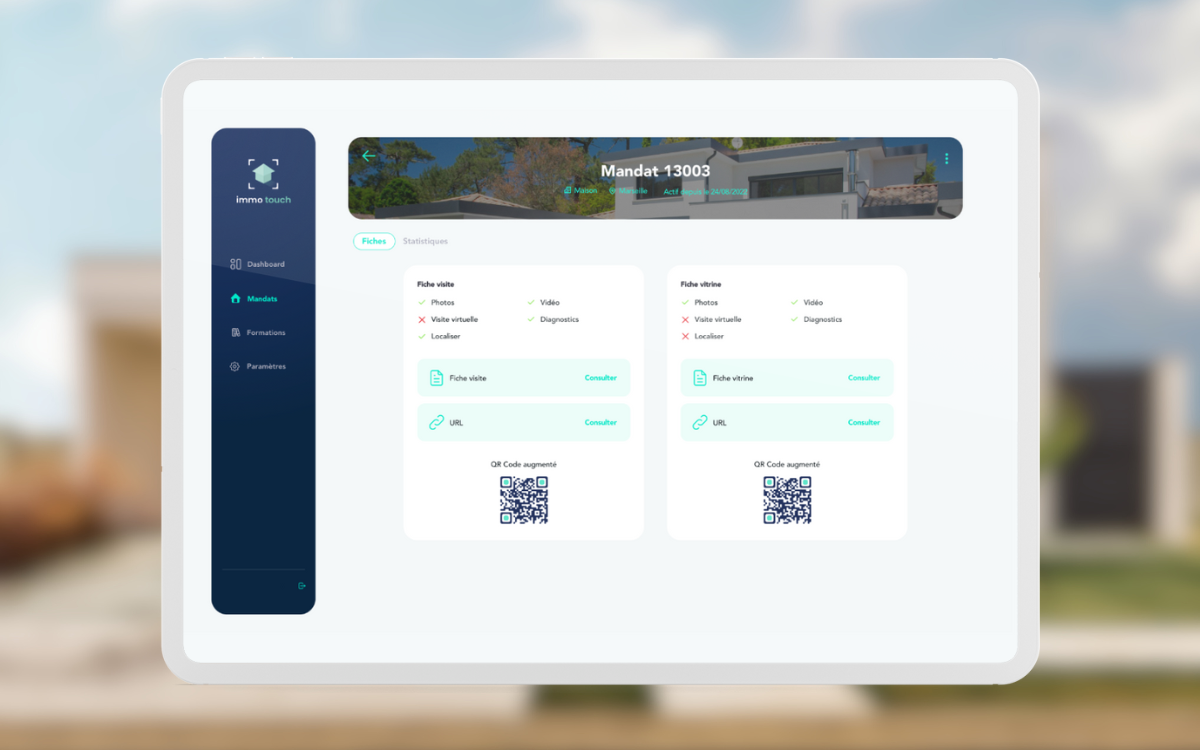 immo touch
Dashboard
Mandats
Formations
Paramètres
Mandat 13003
Maison Marseille Actif depuis le 24/08/2022
Fiches Statistiques
Fiche visite
Photos Vidéo
Visite virtuelle Diagnostics
Localiser
Fiche visite Consulter
URL Consulter
QR Code augmenté
Fiche vitrine
Photos Vidéo
Visite virtuelle Diagnostics
Localiser
Fiche vitrine Consulter
URL Consulter
QR Code augmenté